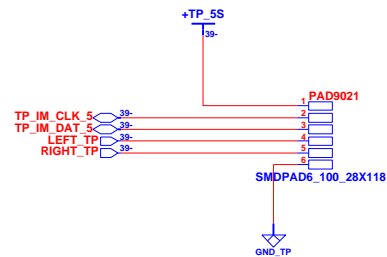 +TP_5S
39-
1 PAD9021
TP_IM_CLK_5 39- 2
TP_IM_DAT_5 39- 3
LEFT_TP 39- 4
RIGHT_TP 39- 5
6
SMDPAD6_100_28X118
GND_TP